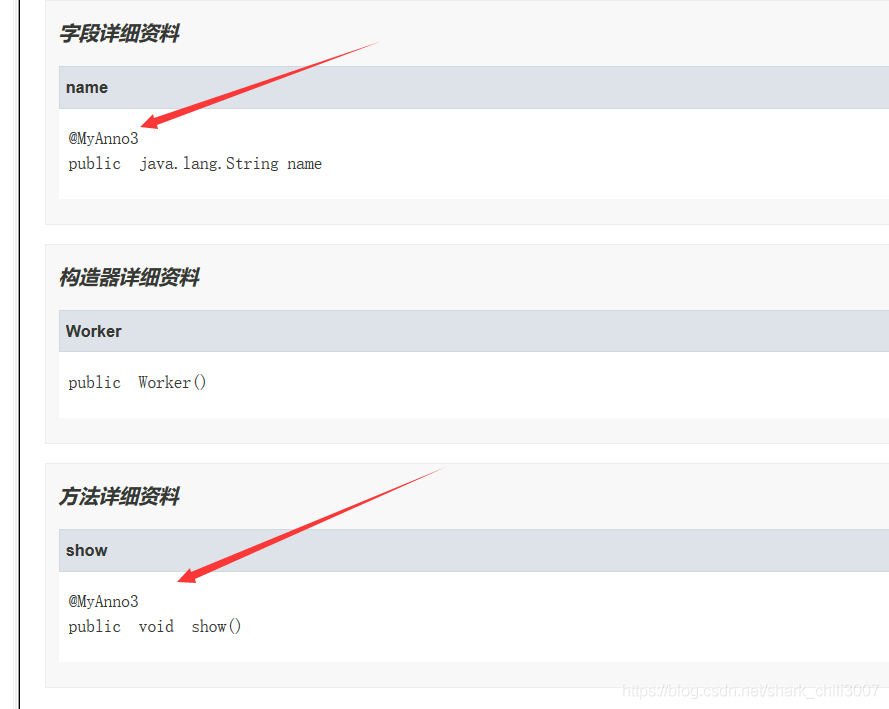 字段详细资料
name
@MyAnno3
public java.lang.String name
构造器详细资料
Worker
public Worker()
方法详细资料
show
@MyAnno3
public void show()
https://blog.csdn.net/shark_chili3007